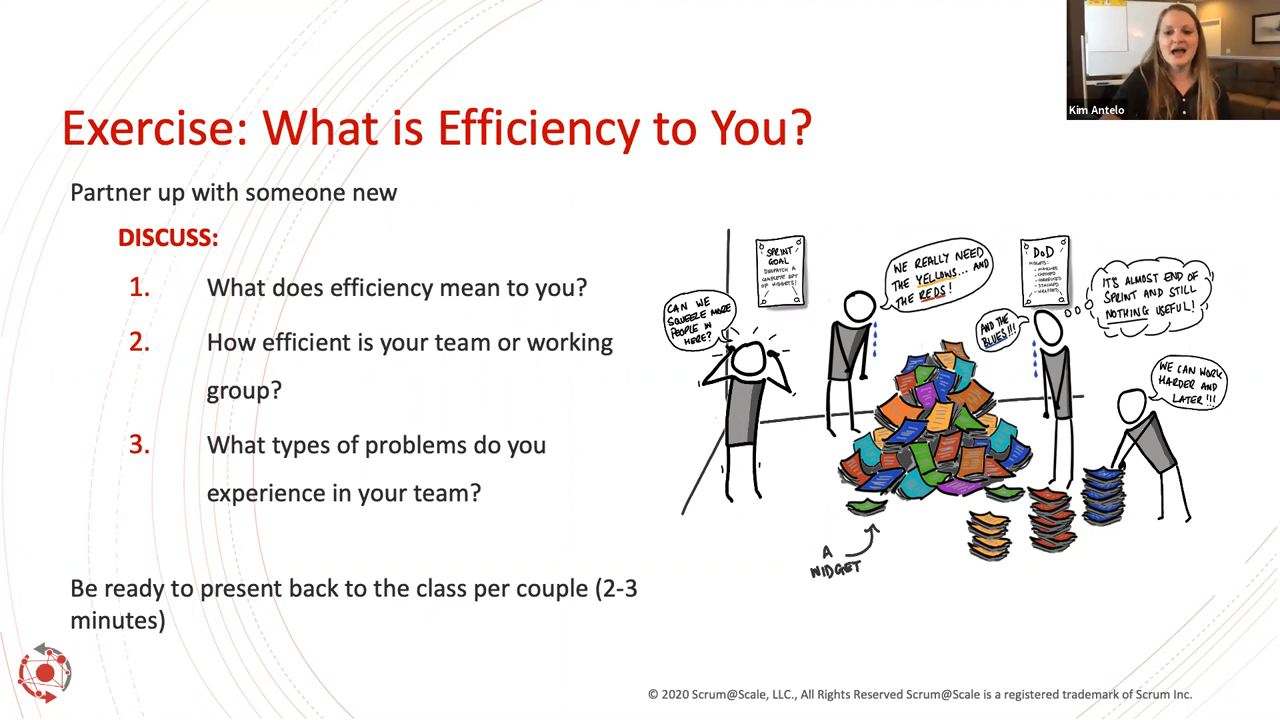 Kim Antelo
Exercise: What is Efficiency to You?
Partner up with someone new
DISCUSS:
1. What does efficiency mean to you?
2. How efficient is your team or working
group?
3. What types of problems do you
experience in your team?
Be ready to present back to the class per couple (2-3
minutes)
SPRINT
GOAL
DESPATCH A
COMPLETE SET
OF WIDGETS!
CAN WE
SQUEEZE MORE
PEOPLE IN
HERE?
WE REALLY NEED
THE YELLOWS... AND
THE REDS!
AND THE
BLUES!!!
DoD
IT'S ALMOST END OF
SPRINT AND STILL
NOTHING USEFUL!
WE CAN WORK
HARDER AND
LATER!!!
A
WIDGET
© 2020 Scrum@Scale, LLC., All Rights Reserved Scrum@Scale is a registered trademark of Scrum Inc.